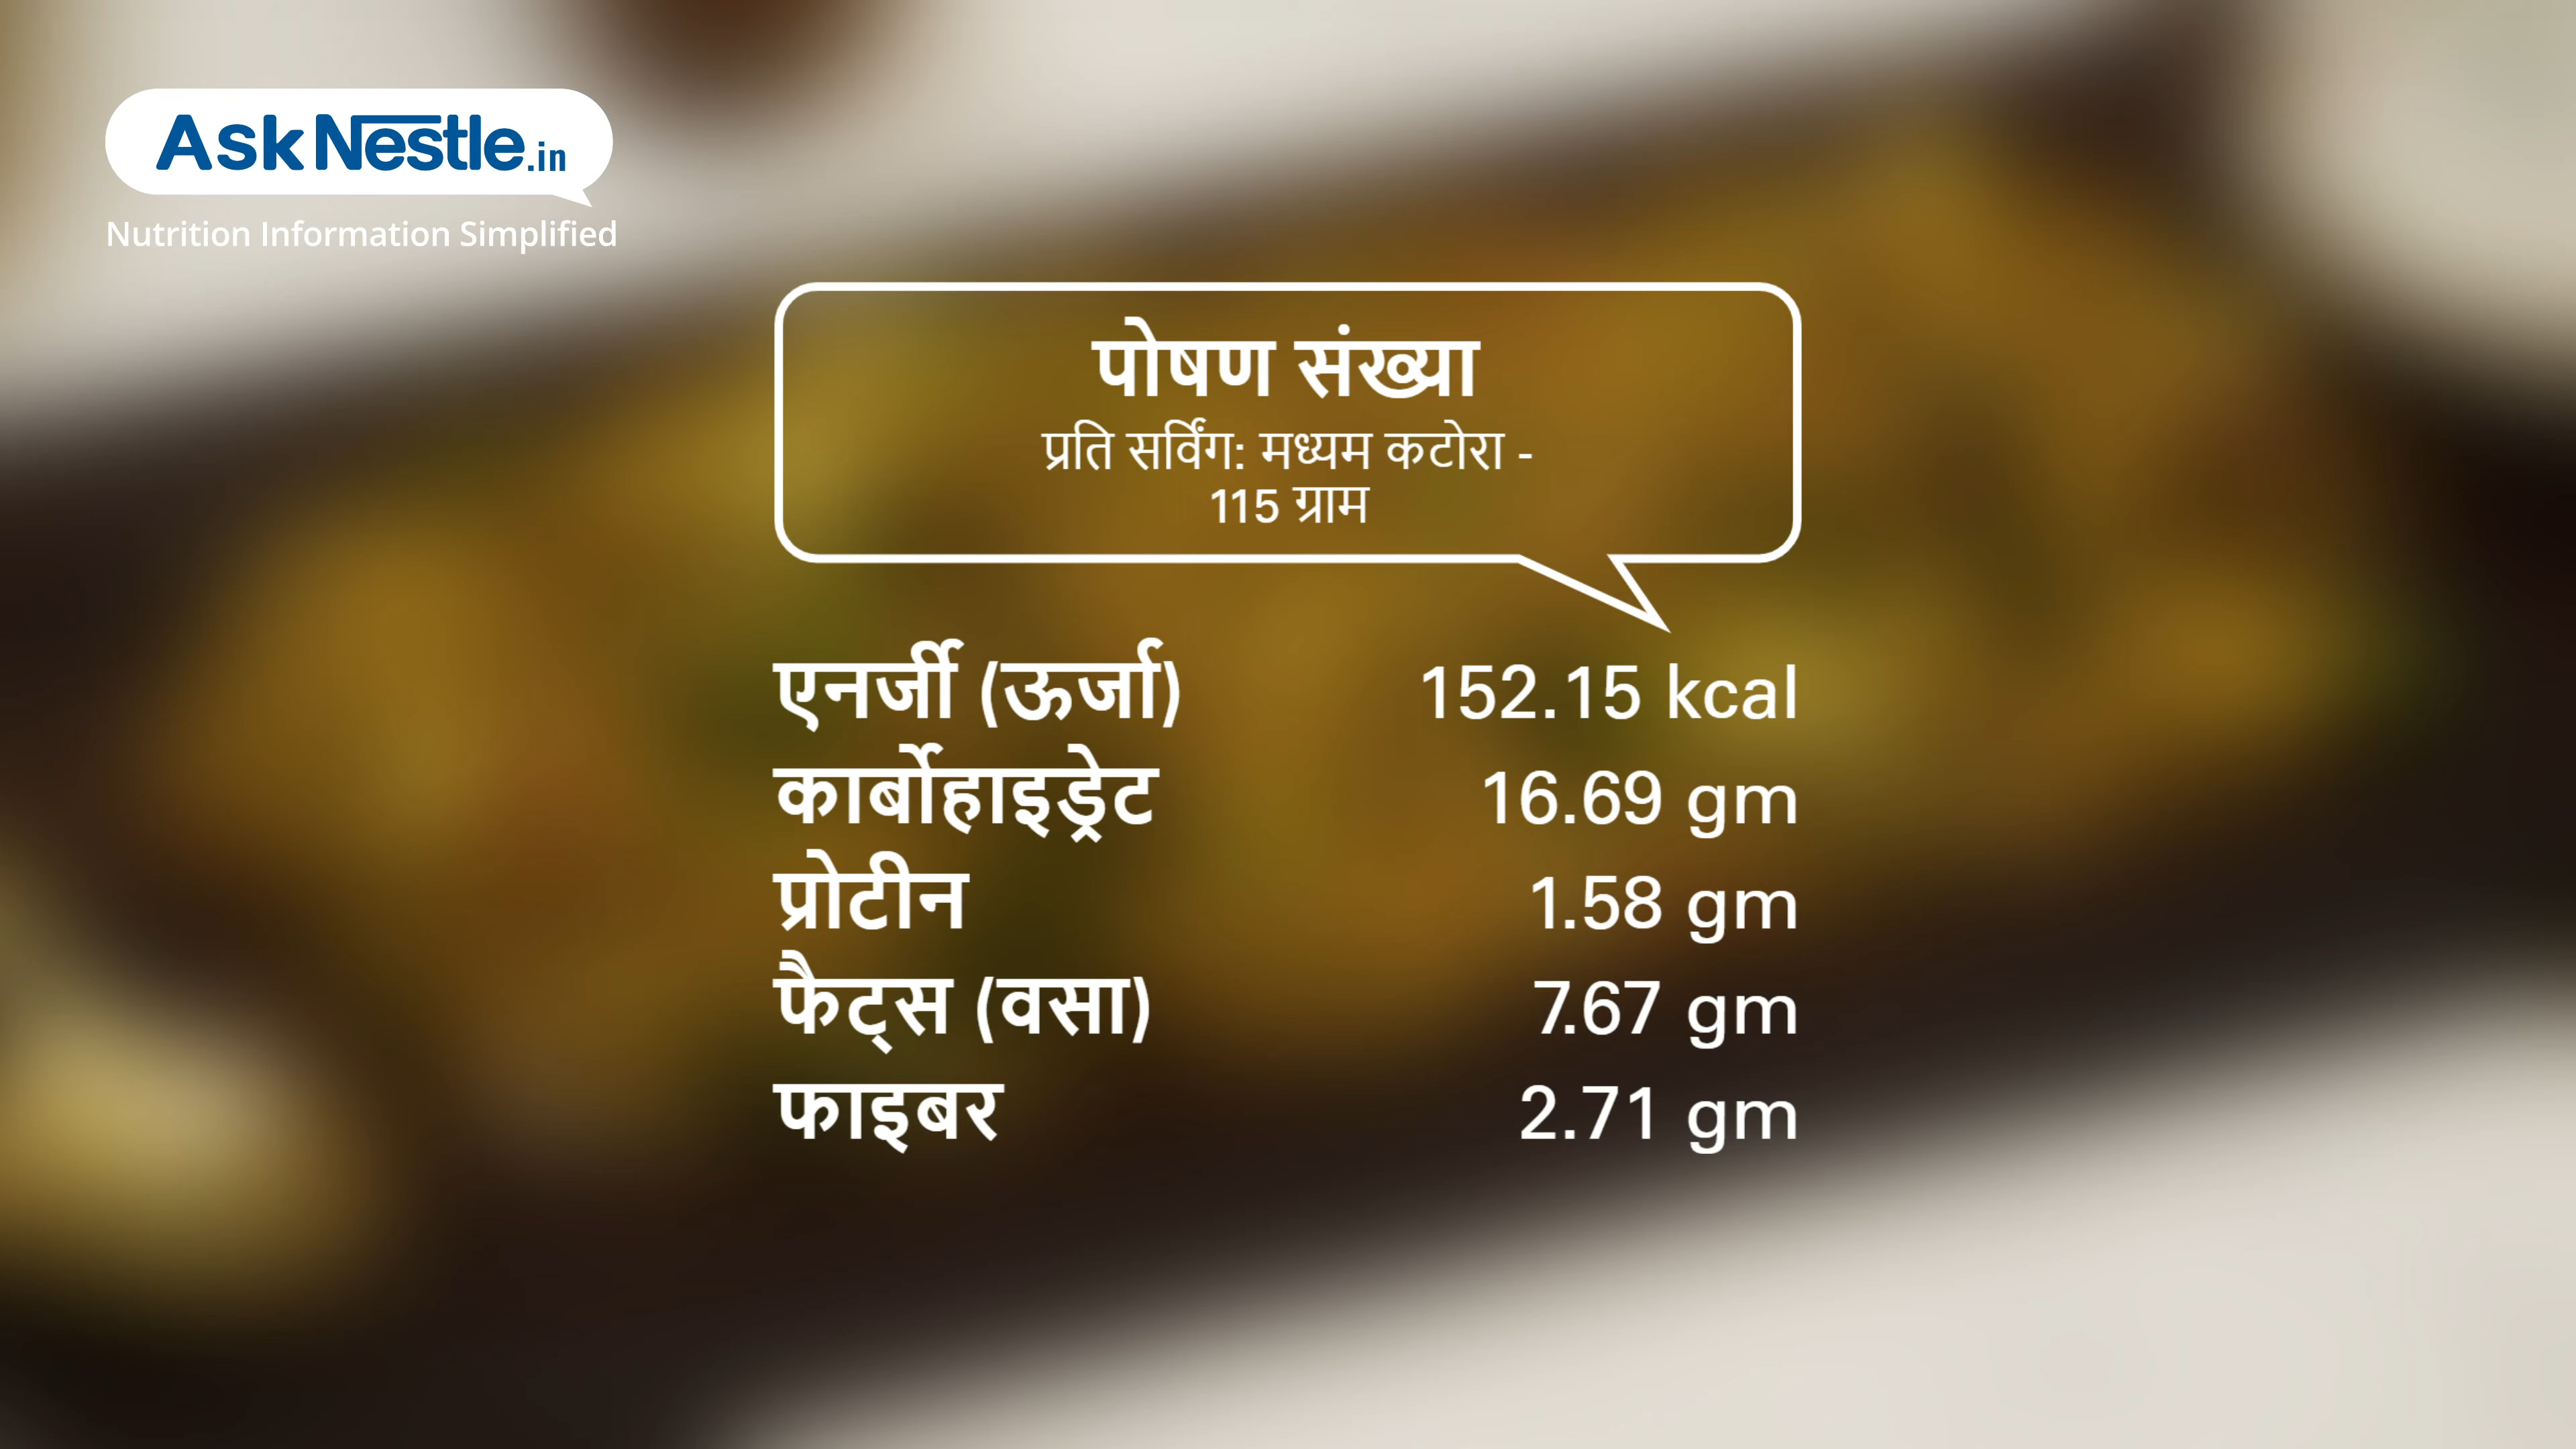 AskNestle.in
Nutrition Information Simplified
पोषण संख्या
प्रति सर्विंग: मध्यम कटोरा -
115 ग्राम
एनर्जी (ऊर्जा) 152.15 kcal
कार्बोहाइड्रेट 16.69 gm
प्रोटीन 1.58 gm
फैट्स (वसा) 7.67 gm
फाइबर 2.71 gm